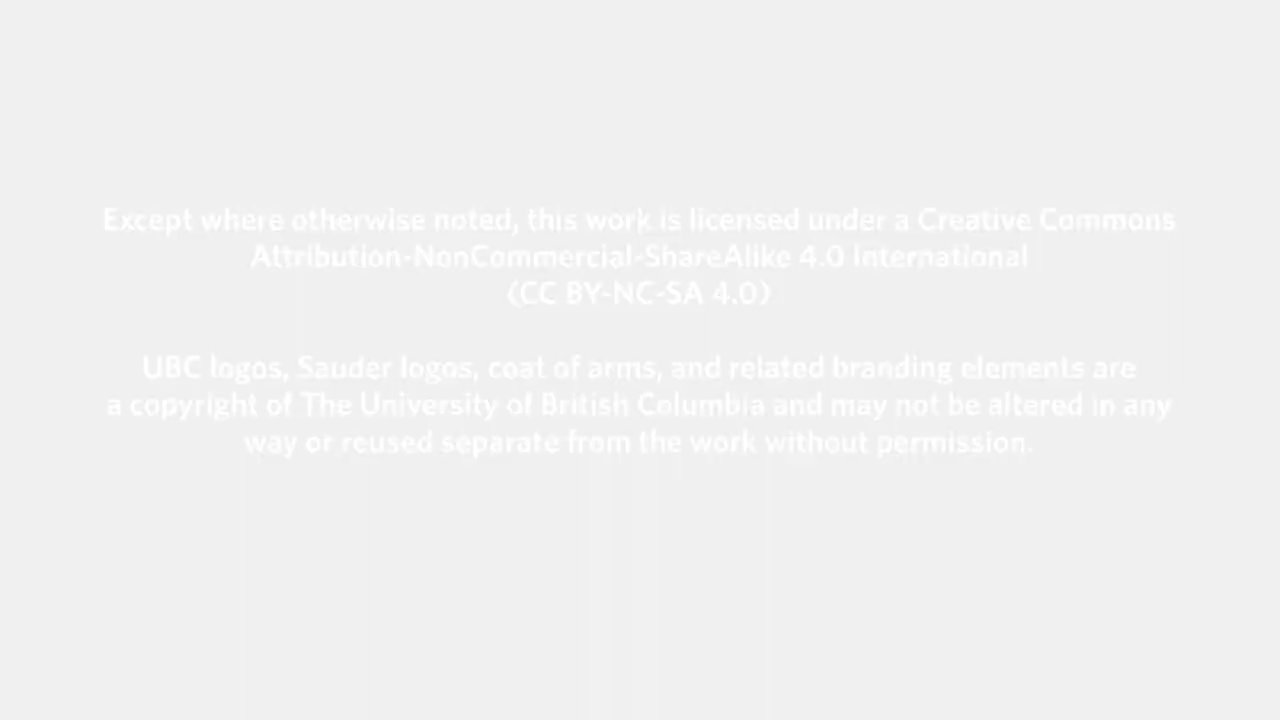 Except where otherwise noted, this work is licensed under a Creative Commons
Attribution-NonCommercial-ShareAlike 4.0 International
(CC BY-NC-SA 4.0)
UBC logos, Sauder logos, coat of arms, and related branding elements are
a copyright of The University of British Columbia and may not be altered in any
way or reused separate from the work without permission.